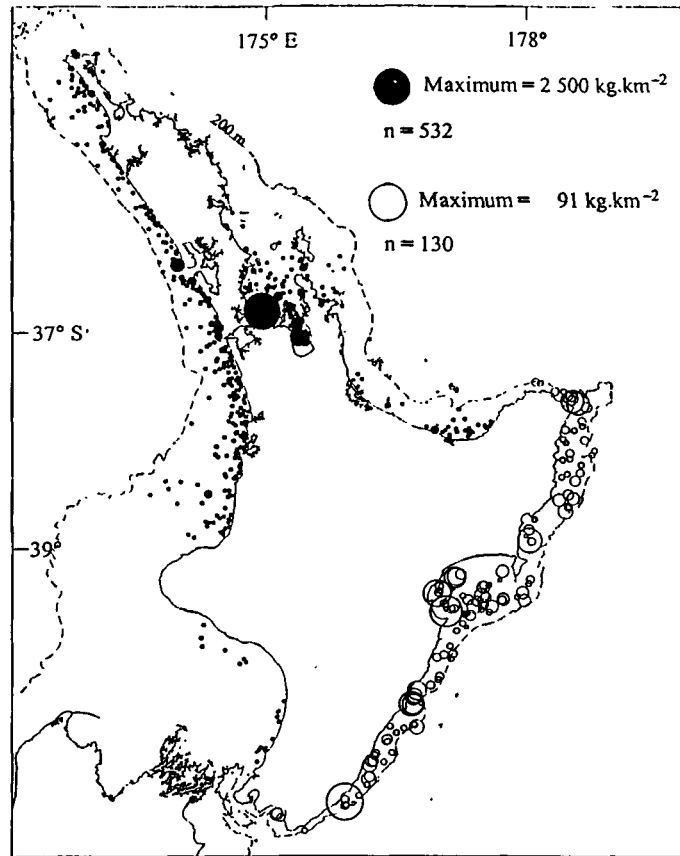 175° E 178°
Maximum = 2 500 kg.km⁻²
200 m
n = 532
Maximum = 91 kg.km⁻²
n = 130
37° S
39